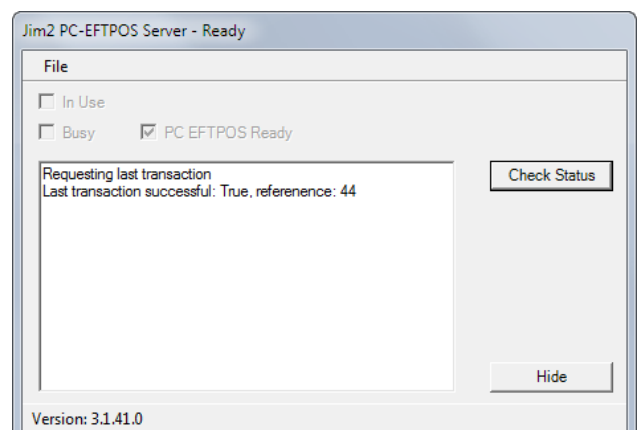 Jim2 PC-EFTPOS Server - Ready
File
In Use
Busy
PC EFTPOS Ready
Requesting last transaction
Last transaction successful: True, referenence: 44
Check Status
Hide
Version: 3.1.41.0